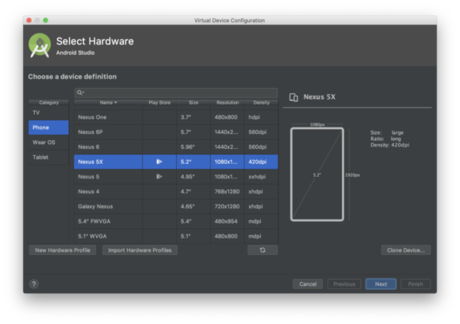 Virtual Device Configuration
Select Hardware
Android Studio
Choose a device definition
Category Name Play Store Size Resolution Density
TV
Phone
Wear OS
Tablet
Nexus One 3.7" 480x800 hdpi
Nexus 6P 5.7" 1440x2... 560dpi
Nexus 6 5.96" 1440x2... 560dpi
Nexus 5X 5.2" 1080x1... 420dpi
Nexus 5 4.95" 1080x1... xxhdpi
Nexus 4 4.7" 768x1280 xhdpi
Galaxy Nexus 4.65" 720x1280 xhdpi
5.4" FWVGA 5.4" 480x854 mdpi
5.1" WVGA 5.1" 480x800 mdpi
New Hardware Profile Import Hardware Profiles
Nexus 5X
1080px
5.2"
1920px
Size: large
Ratio: long
Density: 420dpi
Clone Device...
? Cancel Previous Next Finish